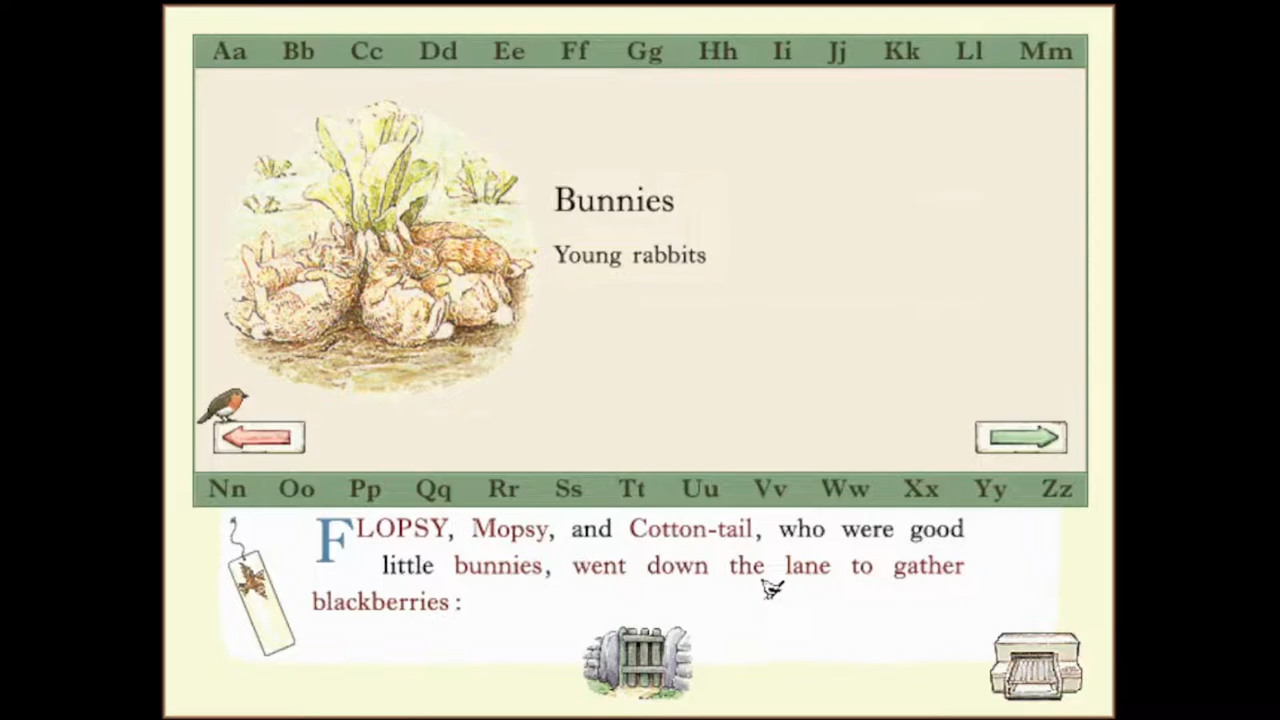 Aa Bb Cc Dd Ee Ff Gg Hh Ii Jj Kk Ll Mm
Bunnies
Young rabbits
Nn Oo Pp Qq Rr Ss Tt Uu Vv Ww Xx Yy Zz
FLOPSY, Mopsy, and Cotton-tail, who were good
little bunnies, went down the lane to gather
blackberries :